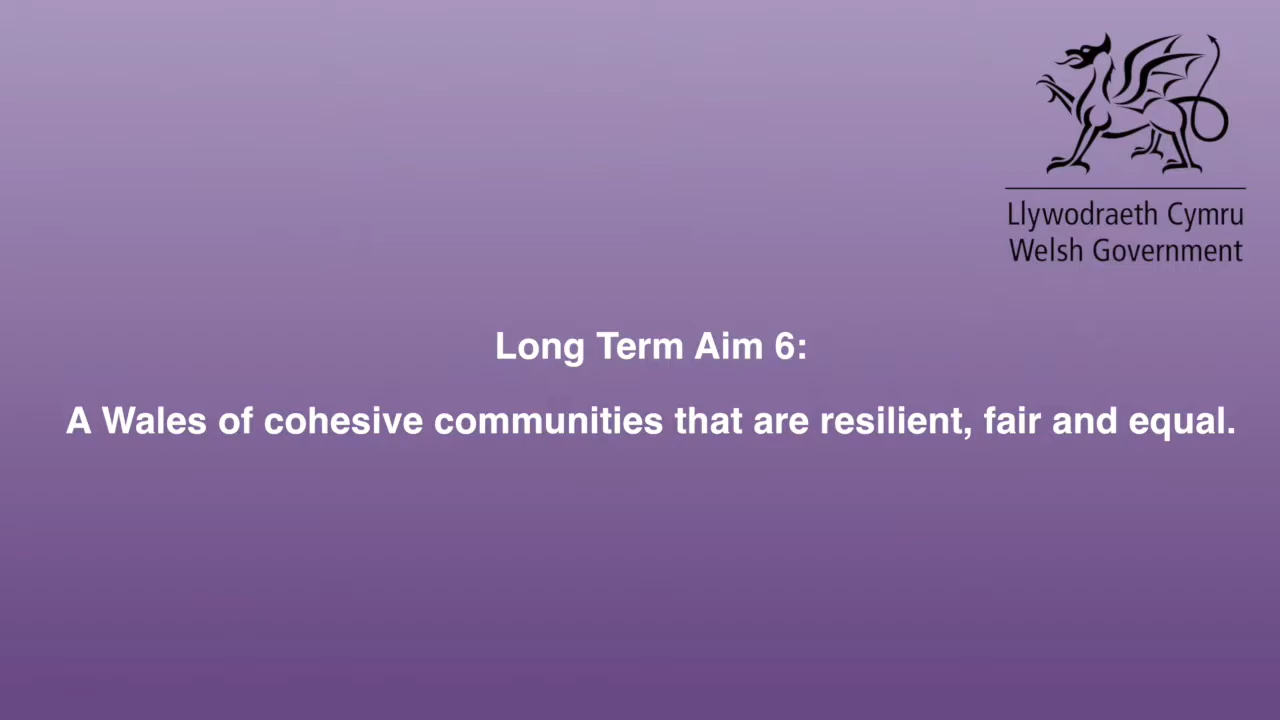 Llywodraeth Cymru
Welsh Government
Long Term Aim 6:
A Wales of cohesive communities that are resilient, fair and equal.